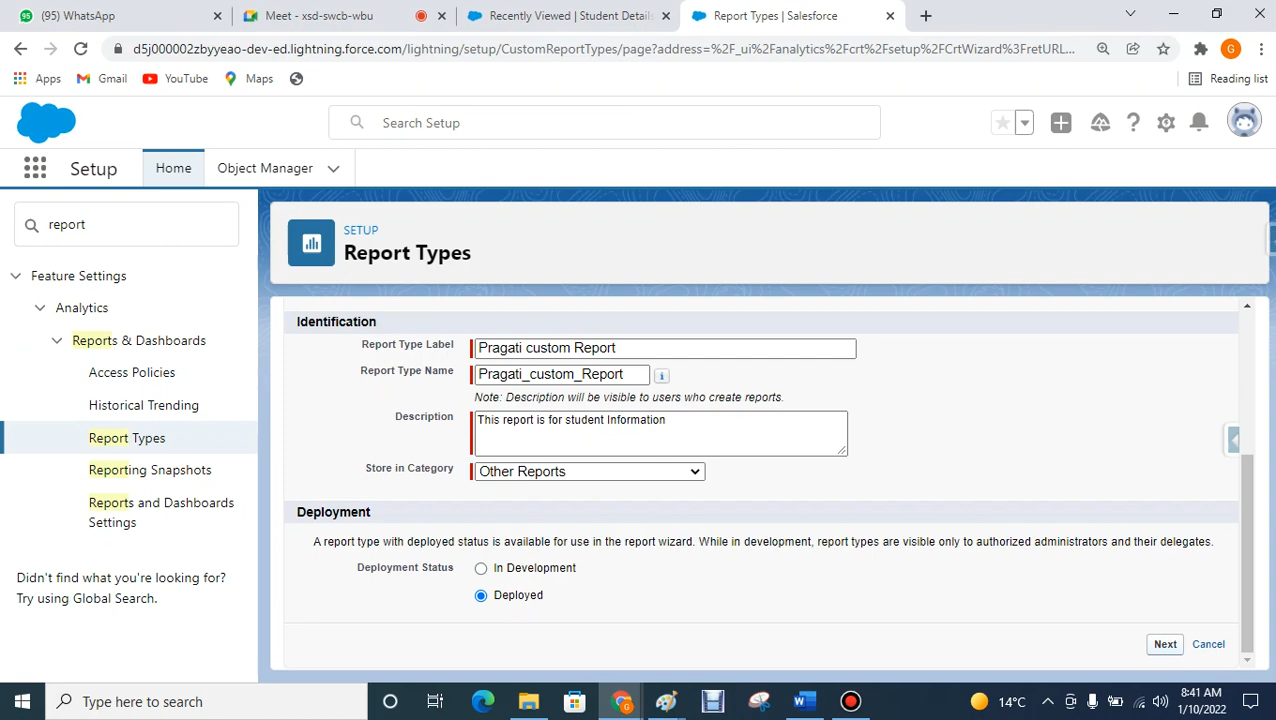 (95) WhatsApp
Meet - xsd-swcb-wbu
Recently Viewed | Student Details
Report Types | Salesforce
d5j000002zbyyeao-dev-ed.lightning.force.com/lightning/setup/CustomReportTypes/page?address=%2F_ui%2Fanalytics%2Fcrt%2Fsetup%2FCrtWizard%3FretURL...
Apps
Gmail
YouTube
Maps
Reading list
Search Setup
Setup
Home
Object Manager
report
SETUP
Report Types
Feature Settings
Analytics
Reports & Dashboards
Access Policies
Historical Trending
Report Types
Reporting Snapshots
Reports and Dashboards
Settings
Didn't find what you're looking for?
Try using Global Search.
Identification
Report Type Label
Pragati custom Report
Report Type Name
Pragati_custom_Report
i
Note: Description will be visible to users who create reports.
Description
This report is for student Information
Store in Category
Other Reports
Deployment
A report type with deployed status is available for use in the report wizard. While in development, report types are visible only to authorized administrators and their delegates.
Deployment Status
In Development
Deployed
Next
Cancel
Type here to search
14°C
8:41 AM
1/10/2022